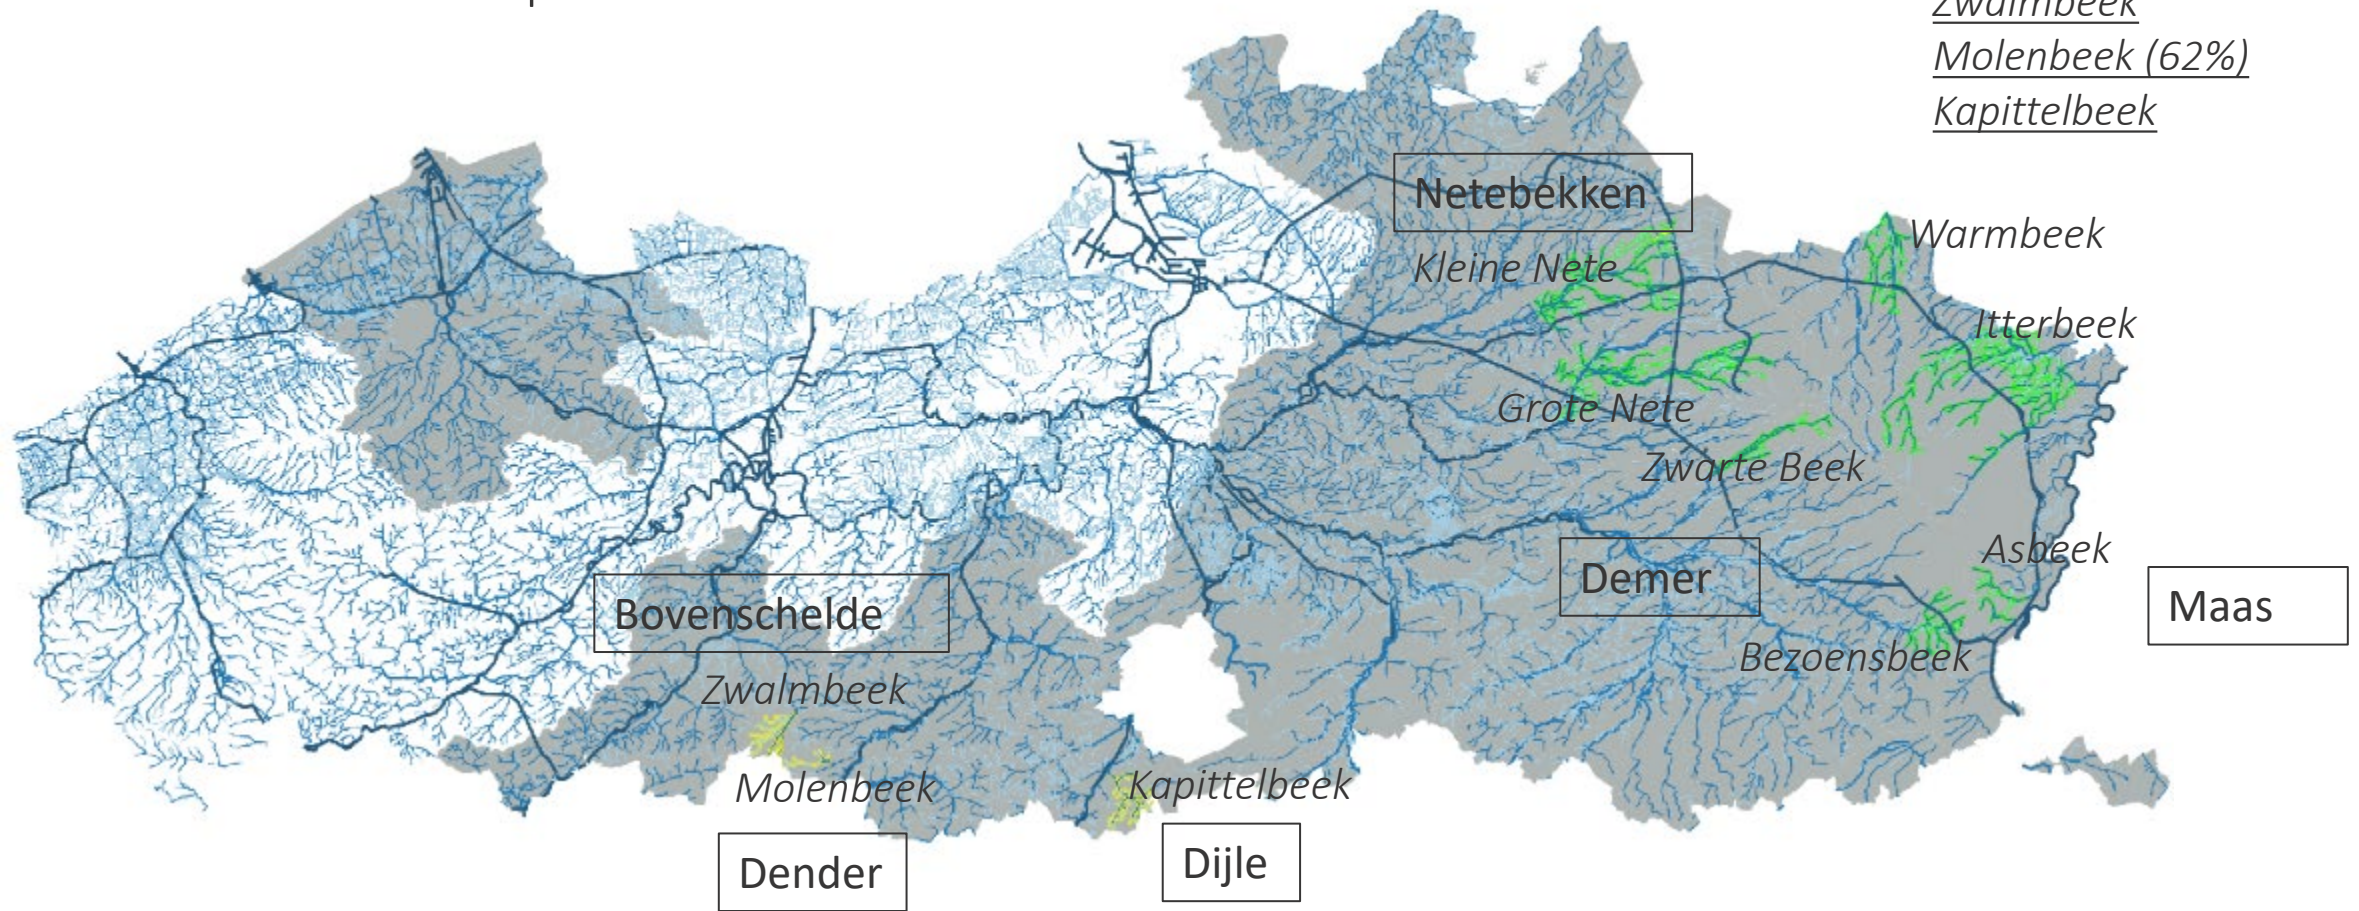 Zwalmbeek
Molenbeek (62%)
Kapittelbeek
Netebekken
Warmbeek
Kleine Nete
Itterbeek
Grote Nete
Zwarte Beek
Asbeek
Demer
Maas
Bovenschelde
Bezoensbeek
Zwalmbeek
Molenbeek
Kapittelbeek
Dender
Dijle